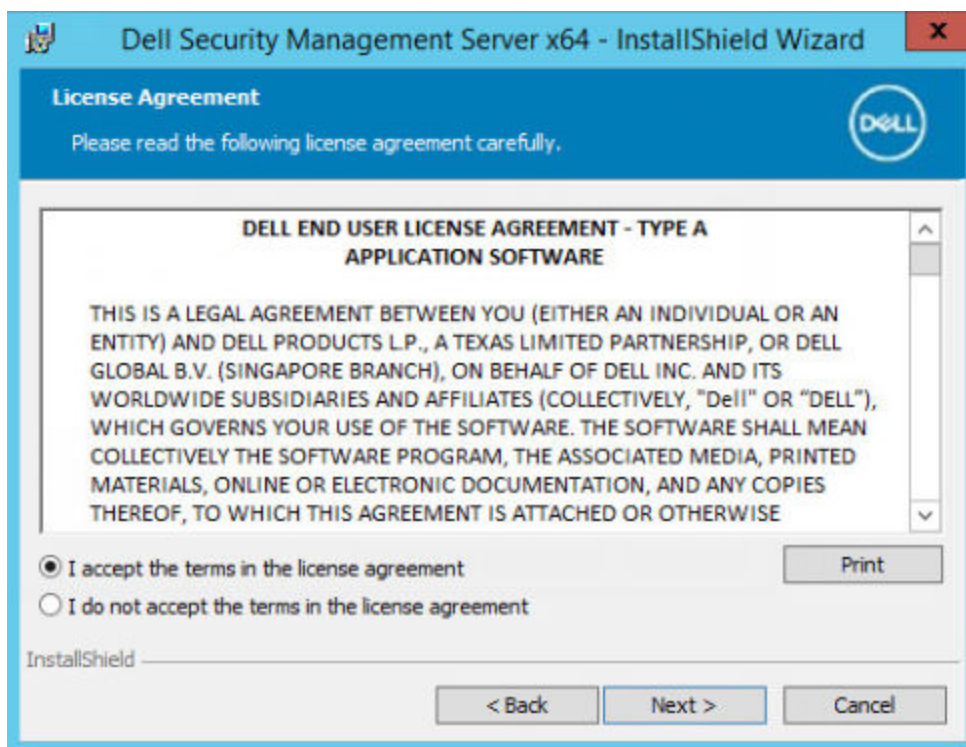 Dell Security Management Server x64 - InstallShield Wizard
x
License Agreement
Please read the following license agreement carefully.
DELL
DELL END USER LICENSE AGREEMENT - TYPE A
APPLICATION SOFTWARE
THIS IS A LEGAL AGREEMENT BETWEEN YOU (EITHER AN INDIVIDUAL OR AN
ENTITY) AND DELL PRODUCTS L.P., A TEXAS LIMITED PARTNERSHIP, OR DELL
GLOBAL B.V. (SINGAPORE BRANCH), ON BEHALF OF DELL INC. AND ITS
WORLDWIDE SUBSIDIARIES AND AFFILIATES (COLLECTIVELY, "Dell" OR “DELL”),
WHICH GOVERNS YOUR USE OF THE SOFTWARE. THE SOFTWARE SHALL MEAN
COLLECTIVELY THE SOFTWARE PROGRAM, THE ASSOCIATED MEDIA, PRINTED
MATERIALS, ONLINE OR ELECTRONIC DOCUMENTATION, AND ANY COPIES
THEREOF, TO WHICH THIS AGREEMENT IS ATTACHED OR OTHERWISE
I accept the terms in the license agreement
Print
I do not accept the terms in the license agreement
InstallShield
< Back
Next >
Cancel